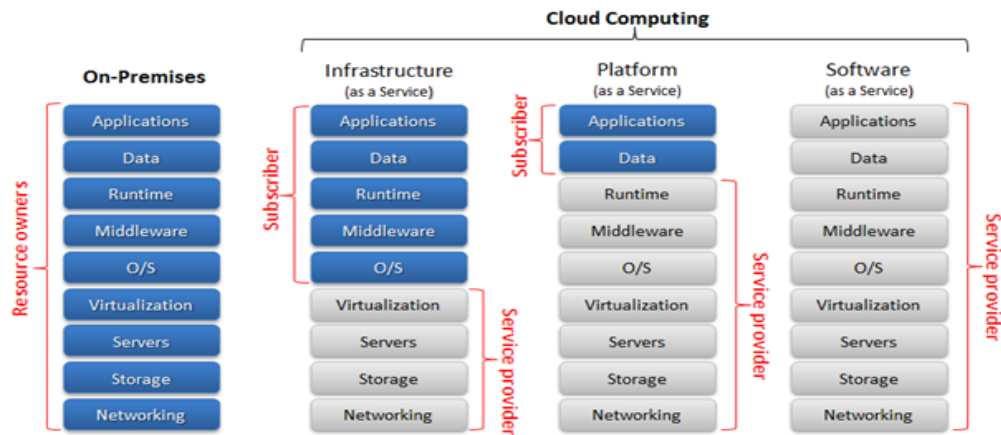 Cloud Computing
On-Premises
Resource owners
Applications
Data
Runtime
Middleware
O/S
Virtualization
Servers
Storage
Networking
Infrastructure
(as a Service)
Subscriber
Applications
Data
Runtime
Middleware
O/S
Virtualization
Servers
Storage
Networking
Service provider
Platform
(as a Service)
Subscriber
Applications
Data
Runtime
Middleware
O/S
Virtualization
Servers
Storage
Networking
Service provider
Software
(as a Service)
Applications
Data
Runtime
Middleware
O/S
Virtualization
Servers
Storage
Networking
Service provider